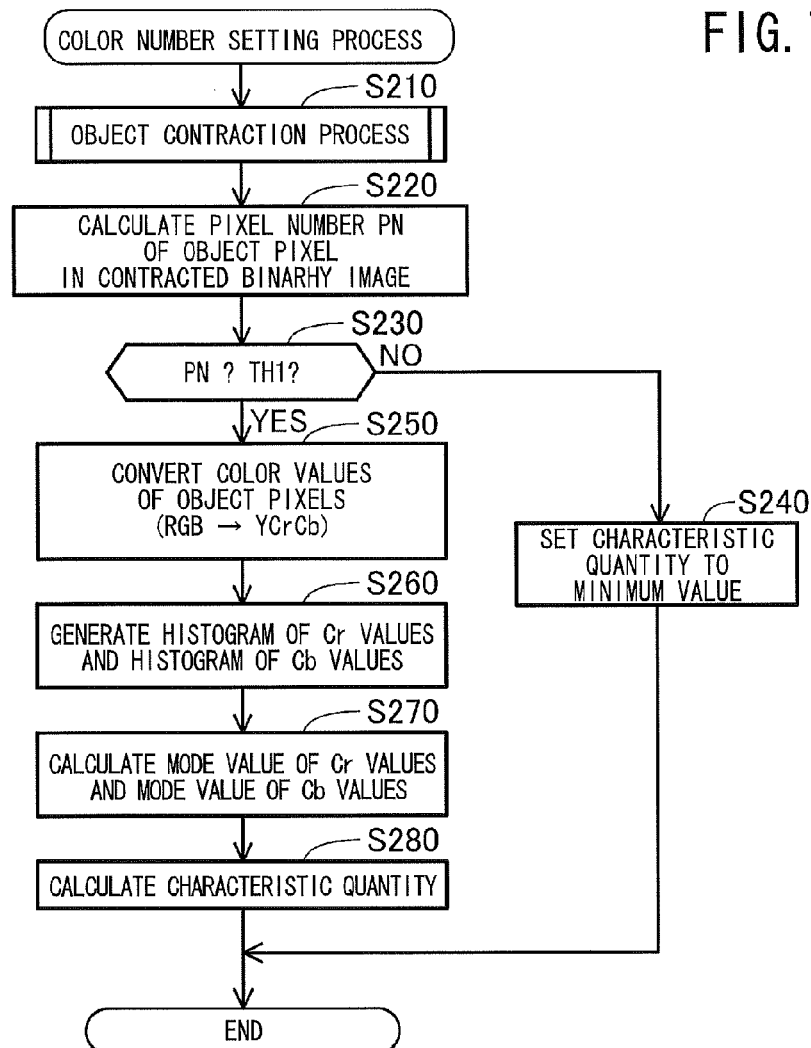 COLOR NUMBER SETTING PROCESS
FIG.
S210
OBJECT CONTRACTION PROCESS
S220
CALCULATE PIXEL NUMBER PN
OF OBJECT PIXEL
IN CONTRACTED BINARHY IMAGE
S230
PN ? TH1?
NO
YES
S250
CONVERT COLOR VALUES
OF OBJECT PIXELS
(RGB → YCrCb)
S240
SET CHARACTERISTIC
QUANTITY TO
MINIMUM VALUE
S260
GENERATE HISTOGRAM OF Cr VALUES
AND HISTOGRAM OF Cb VALUES
S270
CALCULATE MODE VALUE OF Cr VALUES
AND MODE VALUE OF Cb VALUES
S280
CALCULATE CHARACTERISTIC QUANTITY
END